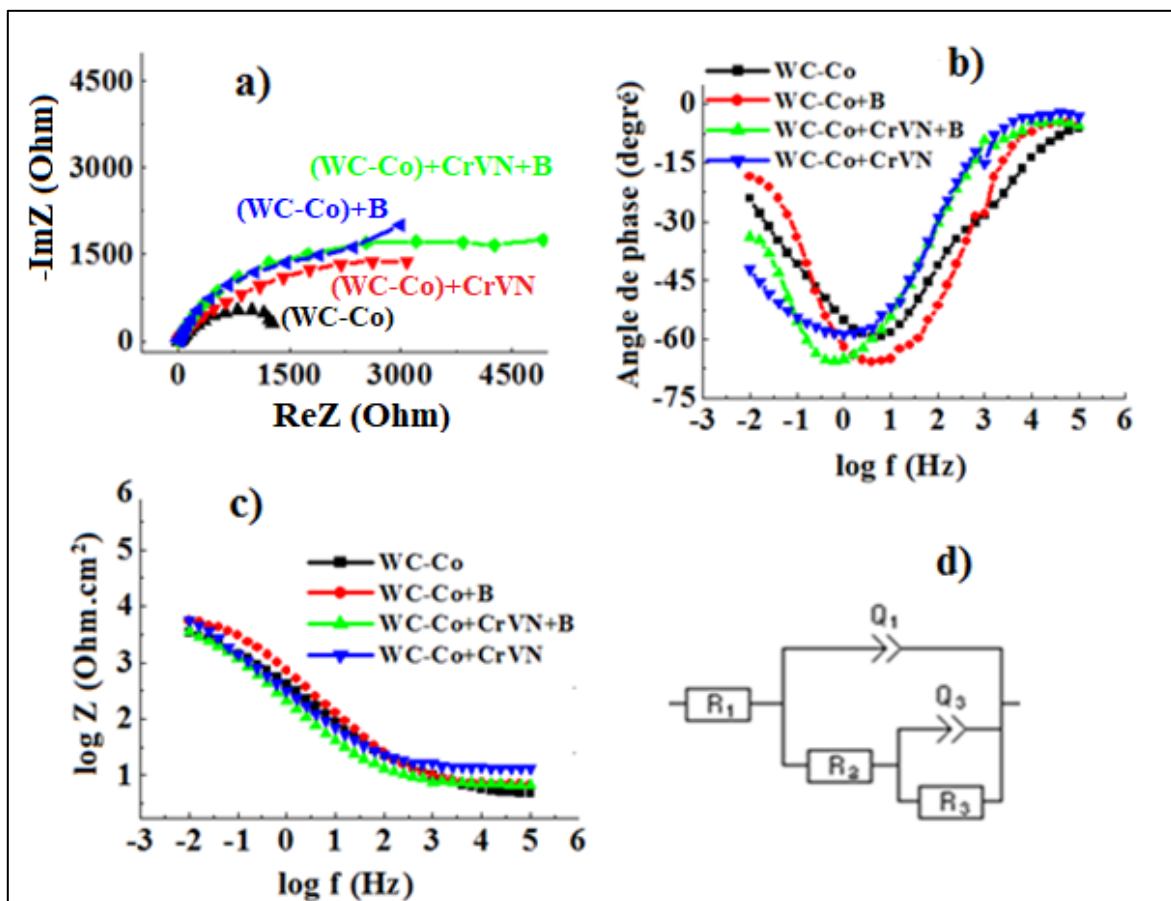 a)
-ImZ (Ohm)
4500
3000
1500
0
(WC-Co)+CrVN+B
(WC-Co)+B
(WC-Co)+CrVN
(WC-Co)
0 1500 3000 4500
ReZ (Ohm)
b)
WC-Co
WC-Co+B
WC-Co+CrVN+B
WC-Co+CrVN
Angle de phase (degré)
0
-15
-30
-45
-60
-75
-3 -2 -1 0 1 2 3 4 5 6
log f (Hz)
c)
log Z (Ohm.cm²)
6
5
4
3
2
1
WC-Co
WC-Co+B
WC-Co+CrVN+B
WC-Co+CrVN
-3 -2 -1 0 1 2 3 4 5 6
log f (Hz)
d)
Q₁
R₁
Q₃
R₂
R₃